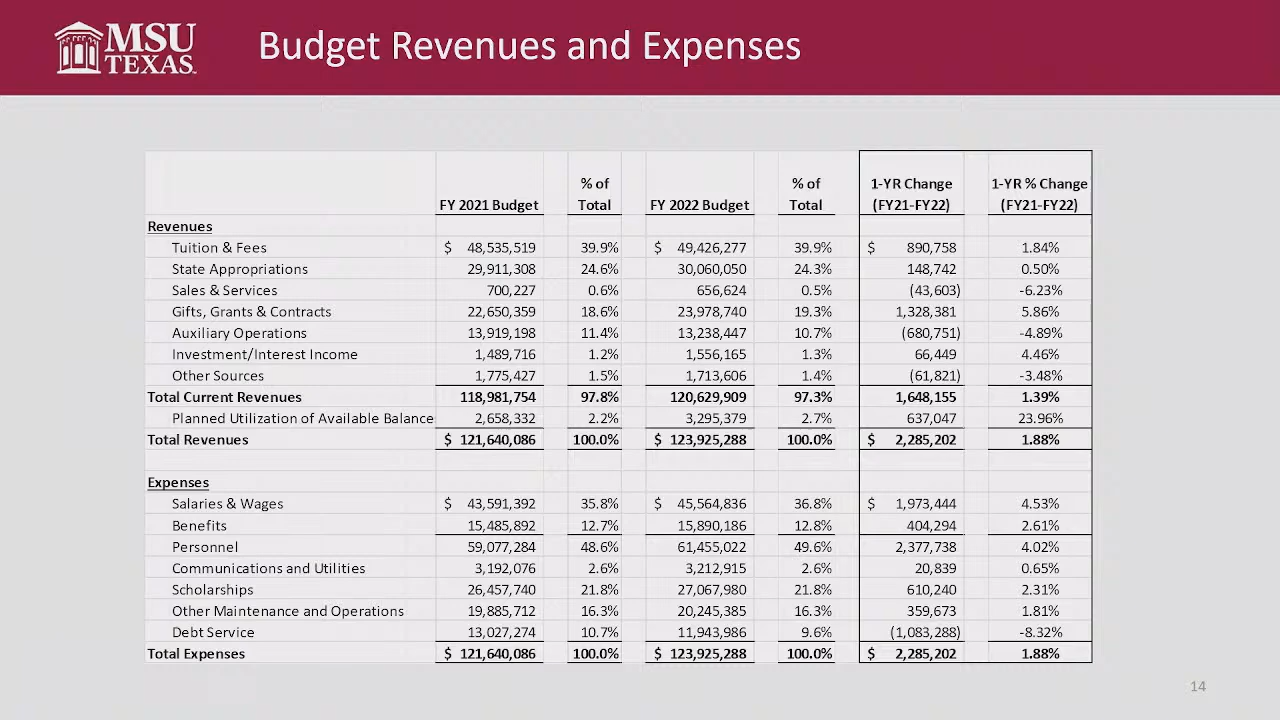 MSU TEXAS
Budget Revenues and Expenses
FY 2021 Budget % of Total FY 2022 Budget % of Total 1-YR Change (FY21-FY22) 1-YR % Change (FY21-FY22)
Revenues
Tuition & Fees $ 48,535,519 39.9% $ 49,426,277 39.9% $ 890,758 1.84%
State Appropriations 29,911,308 24.6% 30,060,050 24.3% 148,742 0.50%
Sales & Services 700,227 0.6% 656,624 0.5% (43,603) -6.23%
Gifts, Grants & Contracts 22,650,359 18.6% 23,978,740 19.3% 1,328,381 5.86%
Auxiliary Operations 13,919,198 11.4% 13,238,447 10.7% (680,751) -4.89%
Investment/Interest Income 1,489,716 1.2% 1,556,165 1.3% 66,449 4.46%
Other Sources 1,775,427 1.5% 1,713,606 1.4% (61,821) -3.48%
Total Current Revenues 118,981,754 97.8% 120,629,909 97.3% 1,648,155 1.39%
Planned Utilization of Available Balance 2,658,332 2.2% 3,295,379 2.7% 637,047 23.96%
Total Revenues $ 121,640,086 100.0% $ 123,925,288 100.0% $ 2,285,202 1.88%
Expenses
Salaries & Wages $ 43,591,392 35.8% $ 45,564,836 36.8% $ 1,973,444 4.53%
Benefits 15,485,892 12.7% 15,890,186 12.8% 404,294 2.61%
Personnel 59,077,284 48.6% 61,455,022 49.6% 2,377,738 4.02%
Communications and Utilities 3,192,076 2.6% 3,212,915 2.6% 20,839 0.65%
Scholarships 26,457,740 21.8% 27,067,980 21.8% 610,240 2.31%
Other Maintenance and Operations 19,885,712 16.3% 20,245,385 16.3% 359,673 1.81%
Debt Service 13,027,274 10.7% 11,943,986 9.6% (1,083,288) -8.32%
Total Expenses $ 121,640,086 100.0% $ 123,925,288 100.0% $ 2,285,202 1.88%
14